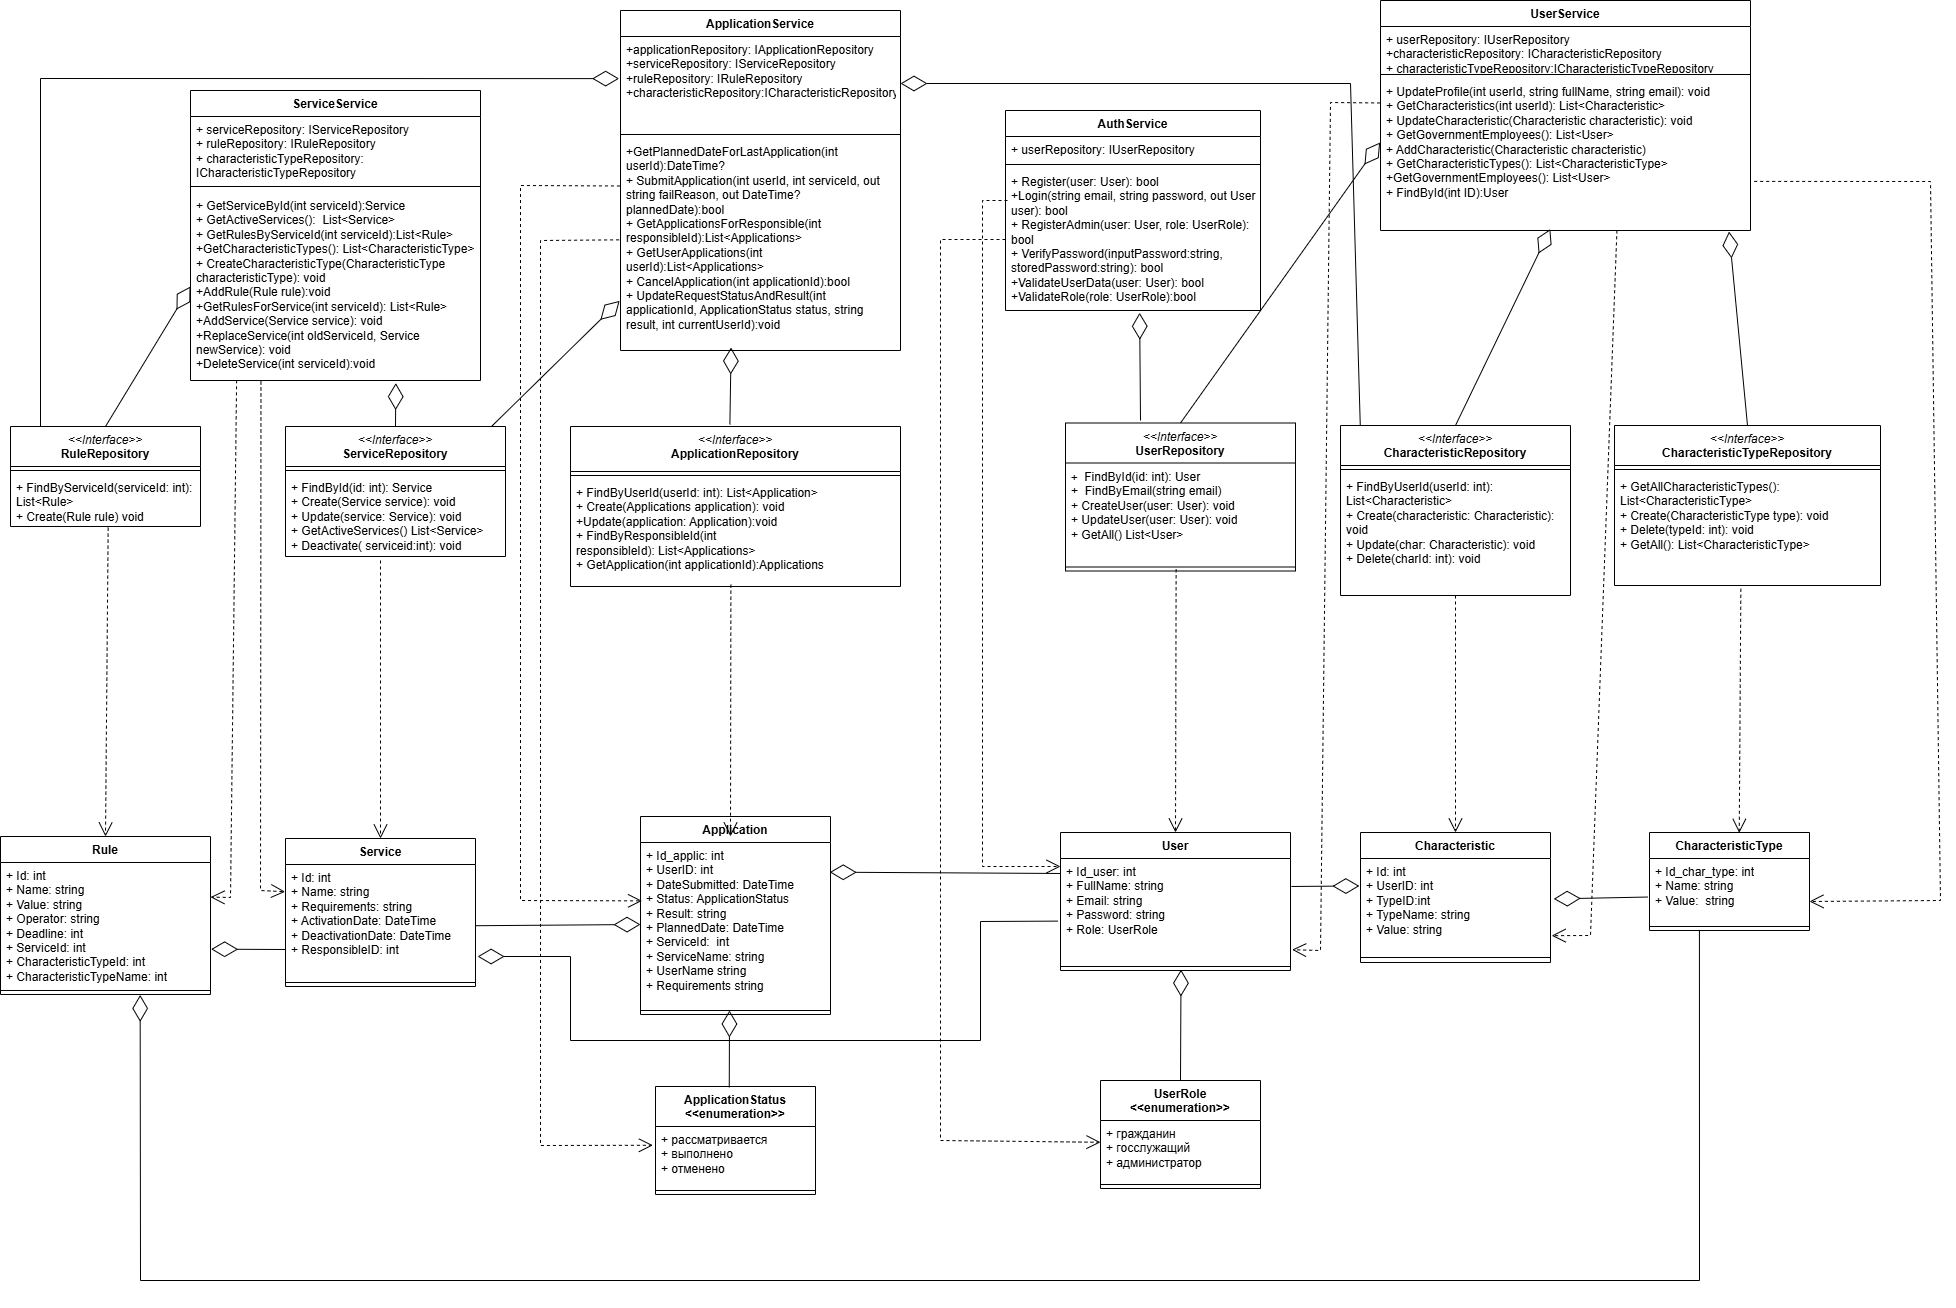 ApplicationService
+applicationRepository: IApplicationRepository
+serviceRepository: IServiceRepository
+ruleRepository: IRuleRepository
+characteristicRepository:ICharacteristicRepository
+GetPlannedDateForLastApplication(int
userId):DateTime?
+ SubmitApplication(int userId, int serviceId, out
string failReason, out DateTime?
plannedDate):bool
+ GetApplicationsForResponsible(int
responsibleId):List<Applications>
+ GetUserApplications(int
userId):List<Applications>
+ CancelApplication(int applicationId):bool
+ UpdateRequestStatusAndResult(int
applicationId, ApplicationStatus status, string
result, int currentUserId):void
UserService
+ userRepository: IUserRepository
+characteristicRepository: ICharacteristicRepository
+ characteristicTypeRepository:ICharacteristicTypeRepository
+ UpdateProfile(int userId, string fullName, string email): void
+ GetCharacteristics(int userId): List<Characteristic>
+ UpdateCharacteristic(Characteristic characteristic): void
+ GetGovernmentEmployees(): List<User>
+ AddCharacteristic(Characteristic characteristic)
+ GetCharacteristicTypes(): List<CharacteristicType>
+GetGovernmentEmployees(): List<User>
+ FindById(int ID):User
ServiceService
+ serviceRepository: IServiceRepository
+ ruleRepository: IRuleRepository
+ characteristicTypeRepository:
ICharacteristicTypeRepository
+ GetServiceById(int serviceId):Service
+ GetActiveServices():  List<Service>
+ GetRulesByServiceId(int serviceId):List<Rule>
+GetCharacteristicTypes(): List<CharacteristicType>
+ CreateCharacteristicType(CharacteristicType
characteristicType): void
+AddRule(Rule rule):void
+GetRulesForService(int serviceId): List<Rule>
+AddService(Service service): void
+ReplaceService(int oldServiceId, Service
newService): void
+DeleteService(int serviceId):void
AuthService
+ userRepository: IUserRepository
+ Register(user: User): bool
+Login(string email, string password, out User
user): bool
+ RegisterAdmin(user: User, role: UserRole):
bool
+ VerifyPassword(inputPassword:string,
storedPassword:string): bool
+ValidateUserData(user: User): bool
+ValidateRole(role: UserRole):bool
<<Interface>>
RuleRepository
+ FindByServiceId(serviceId: int):
List<Rule>
+ Create(Rule rule) void
<<Interface>>
ServiceRepository
+ FindById(id: int): Service
+ Create(Service service): void
+ Update(service: Service): void
+ GetActiveServices() List<Service>
+ Deactivate( serviceid:int): void
<<Interface>>
ApplicationRepository
+ FindByUserId(userId: int): List<Application>
+ Create(Applications application): void
+Update(application: Application):void
+ FindByResponsibleId(int
responsibleId): List<Applications>
+ GetApplication(int applicationId):Applications
<<Interface>>
UserRepository
+  FindById(id: int): User
+  FindByEmail(string email)
+ CreateUser(user: User): void
+ UpdateUser(user: User): void
+ GetAll() List<User>
<<Interface>>
CharacteristicRepository
+ FindByUserId(userId: int):
List<Characteristic>
+ Create(characteristic: Characteristic):
void
+ Update(char: Characteristic): void
+ Delete(charId: int): void
<<Interface>>
CharacteristicTypeRepository
+ GetAllCharacteristicTypes():
List<CharacteristicType>
+ Create(CharacteristicType type): void
+ Delete(typeId: int): void
+ GetAll(): List<CharacteristicType>
Rule
+ Id: int
+ Name: string
+ Value: string
+ Operator: string
+ Deadline: int
+ ServiceId: int
+ CharacteristicTypeId: int
+ CharacteristicTypeName: int
Service
+ Id: int
+ Name: string
+ Requirements: string
+ ActivationDate: DateTime
+ DeactivationDate: DateTime
+ ResponsibleID: int
Application
+ Id_applic: int
+ UserID: int
+ DateSubmitted: DateTime
+ Status: ApplicationStatus
+ Result: string
+ PlannedDate: DateTime
+ ServiceId:  int
+ ServiceName: string
+ UserName string
+ Requirements string
User
+ Id_user: int
+ FullName: string
+ Email: string
+ Password: string
+ Role: UserRole
Characteristic
+ Id: int
+ UserID: int
+ TypeID:int
+ TypeName: string
+ Value: string
CharacteristicType
+ Id_char_type: int
+ Name: string
+ Value:  string
ApplicationStatus
<<enumeration>>
+ рассматривается
+ выполнено
+ отменено
UserRole
<<enumeration>>
+ гражданин
+ госслужащий
+ администратор